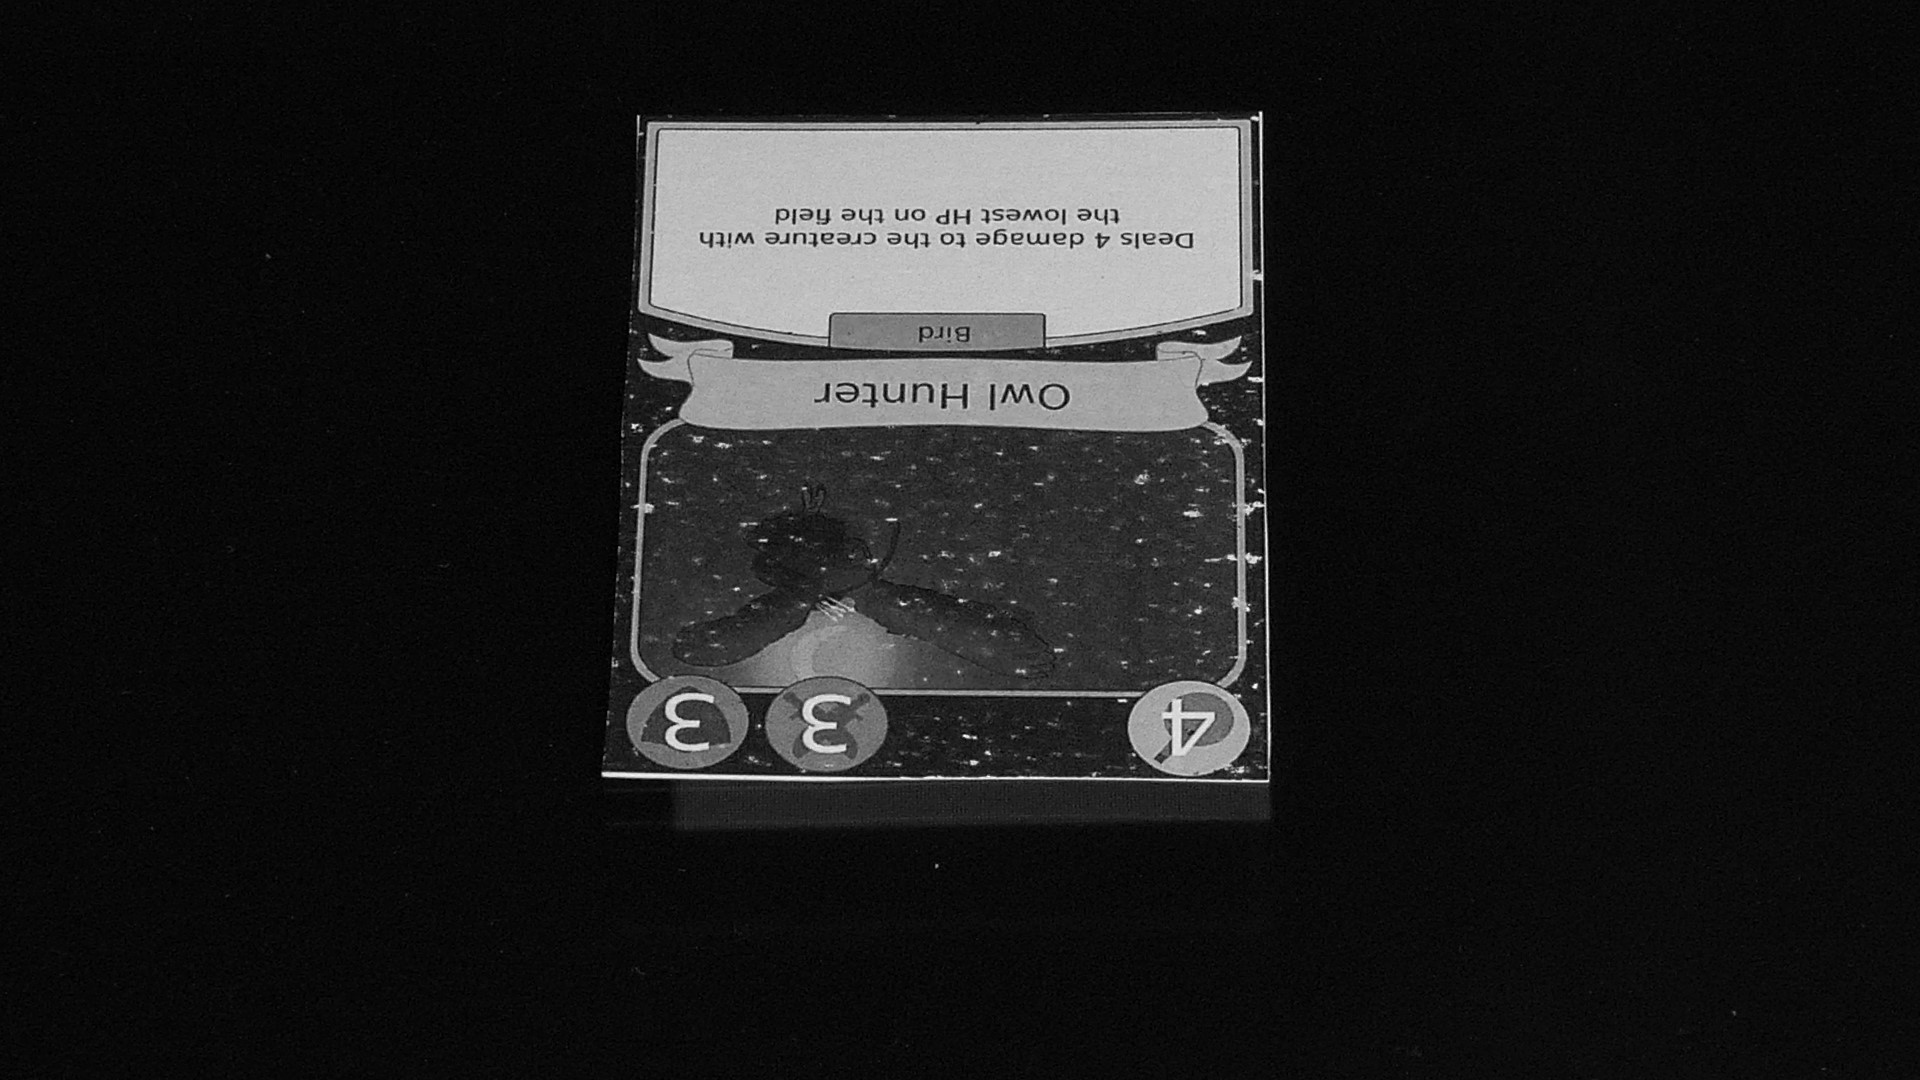 4 3 3
Owl Hunter
Bird
Deals 4 damage to the creature with
the lowest HP on the field